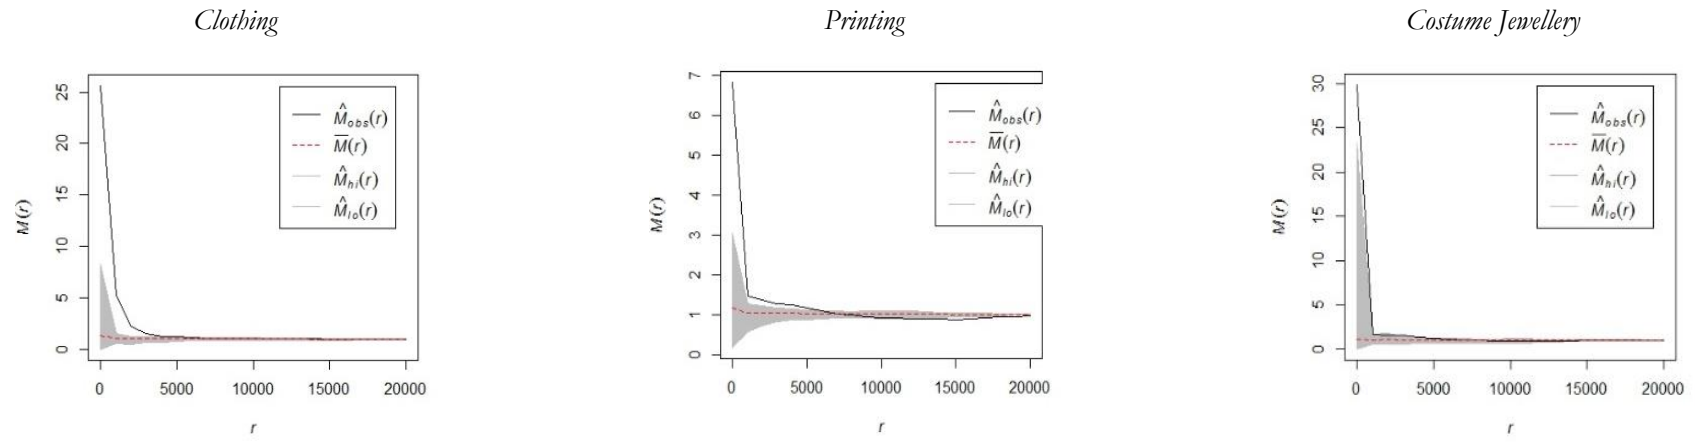 Clothing
25
20
15
10
5
0
M(r)
M̂obs(r)
M̄(r)
M̂hi(r)
M̂lo(r)
0 5000 10000 15000 20000
r
Printing
7
6
5
4
3
2
1
0
M(r)
M̂obs(r)
M̄(r)
M̂hi(r)
M̂lo(r)
0 5000 10000 15000 20000
r
Costume Jewellery
30
25
20
15
10
5
0
M(r)
M̂obs(r)
M̄(r)
M̂hi(r)
M̂lo(r)
0 5000 10000 15000 20000
r